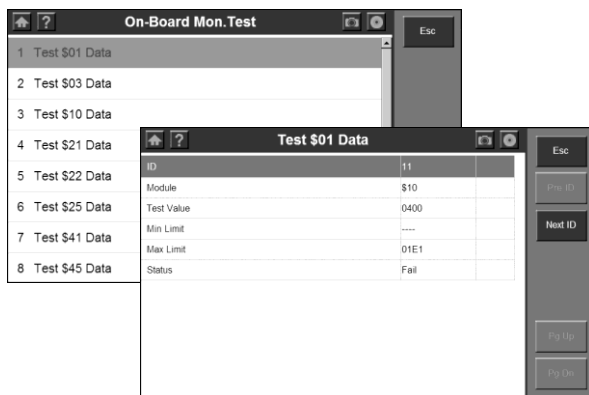 ? On-Board Mon.Test
Esc
1 Test $01 Data
2 Test $03 Data
3 Test $10 Data
4 Test $21 Data
5 Test $22 Data
6 Test $25 Data
7 Test $41 Data
8 Test $45 Data
? Test $01 Data
Esc
Pre ID
Next ID
Pg Up
Pg Dn
ID 11
Module $10
Test Value 0400
Min Limit ----
Max Limit 01E1
Status Fail